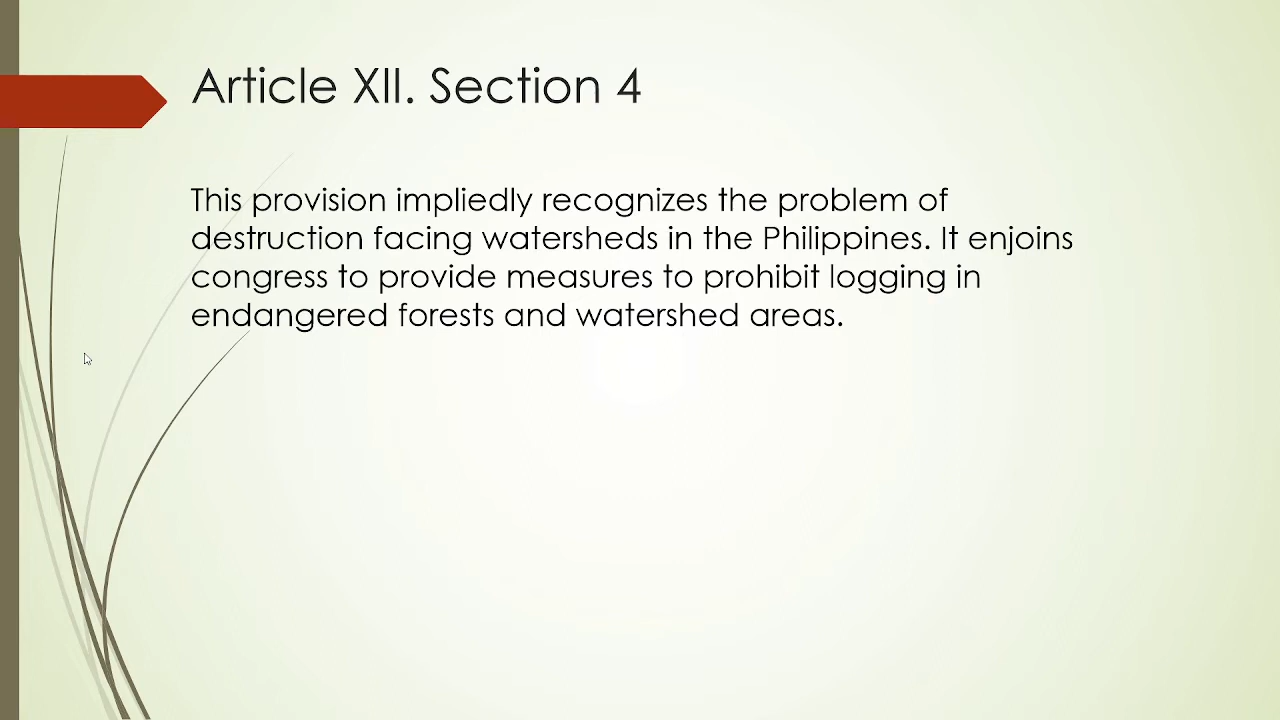 Article XII. Section 4
This provision impliedly recognizes the problem of
destruction facing watersheds in the Philippines. It enjoins
congress to provide measures to prohibit logging in
endangered forests and watershed areas.